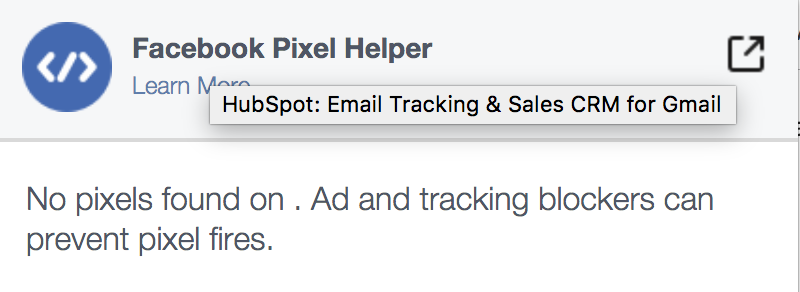 Facebook Pixel Helper
Learn More
HubSpot: Email Tracking & Sales CRM for Gmail
No pixels found on . Ad and tracking blockers can
prevent pixel fires.